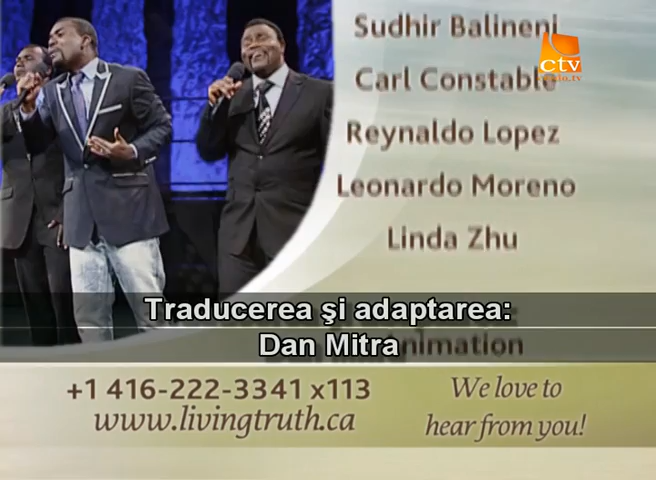 Sudhir Balineni
ctv
Carl Constable
Reynaldo Lopez
Leonardo Moreno
Linda Zhu
Traducerea şi adaptarea:
Dan Mitra
nimation
+1 416-222-3341 x113
www.livingtruth.ca
We love to
hear from you!